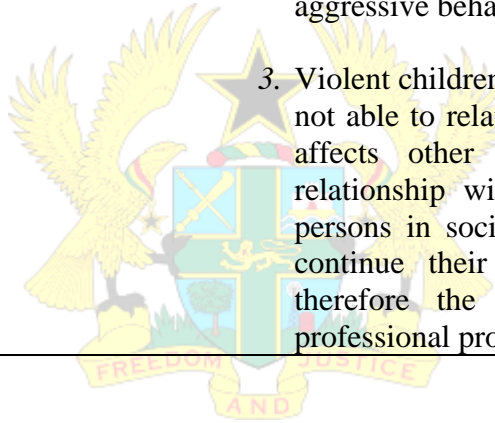 aggressive beha
3. Violent children
not able to rela
affects other
relationship wi
persons in soci
continue their
therefore the
professional pro
FREEDOM JUSTICE
AND